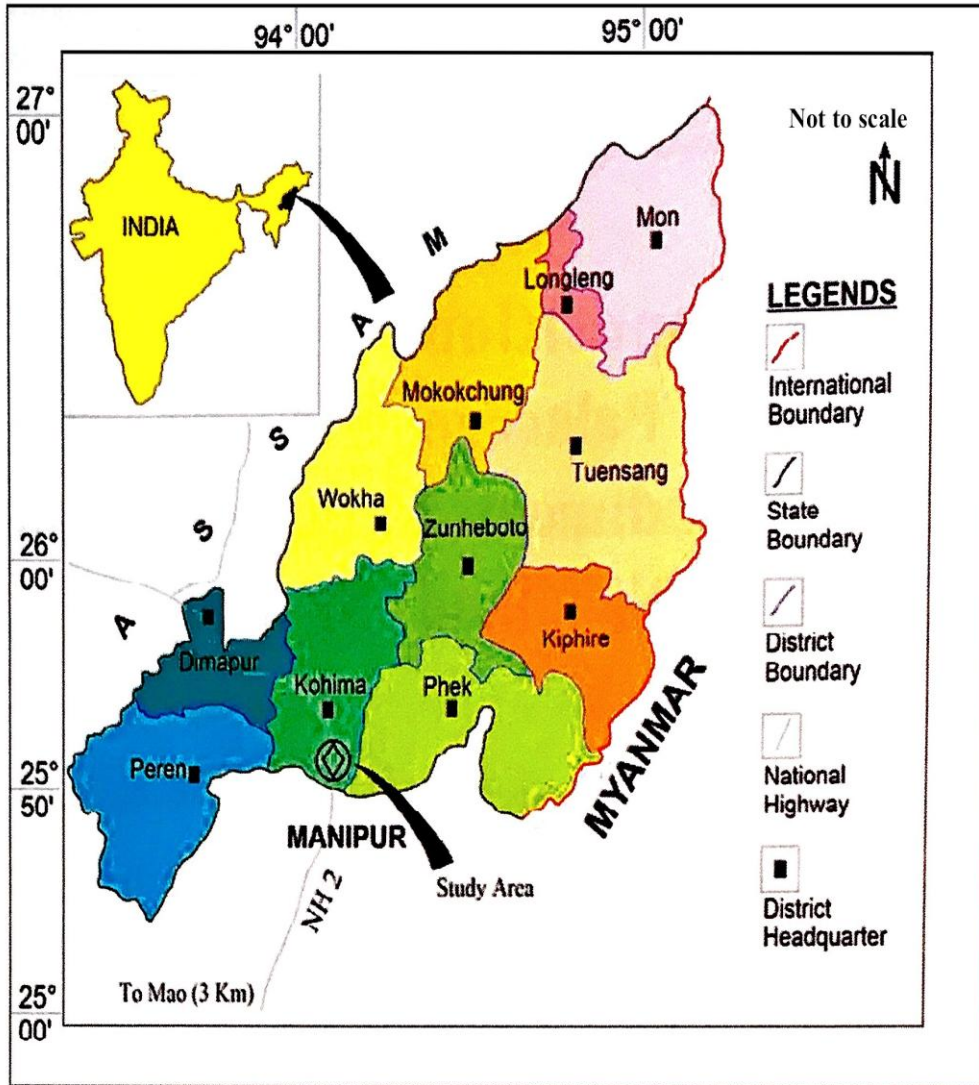 94° 00'
95° 00'
27°
00'
Not to scale
N
INDIA
Mon
M
Longleng
A
LEGENDS
International
Boundary
Mokokchung
S
Tuensang
State
Boundary
Wokha
Zunheboto
S
26°
00'
A
District
Boundary
Dimapur
Kiphire
Kohima
Phek
Peren
National
Highway
25°
50'
MYANMAR
MANIPUR
Study Area
NH 2
District
Headquarter
To Mao (3 Km)
25°
00'